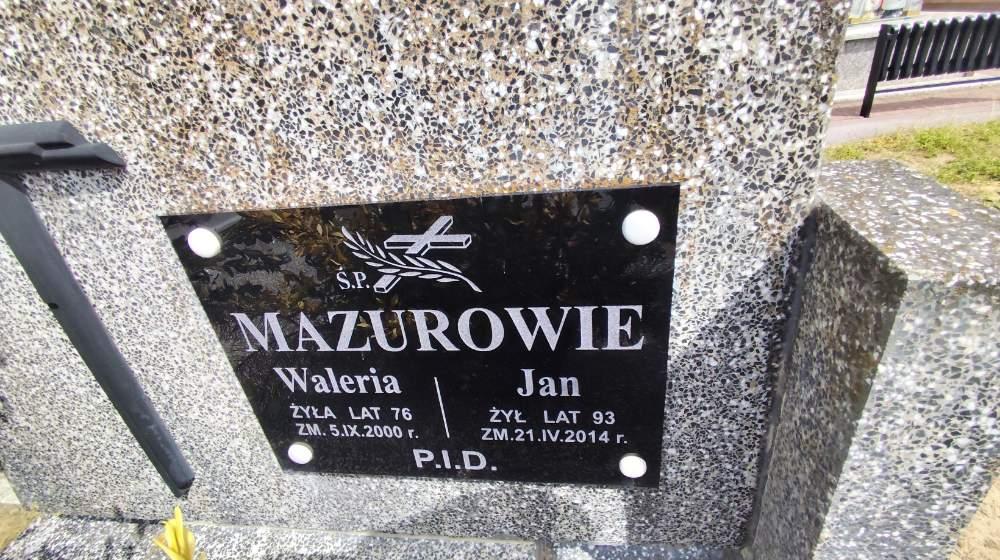 Ś.P.
MAZUROWIE
Waleria
ŻYŁA LAT 76
ZM. 5.IX.2000 r.
Jan
ŻYŁ LAT 93
ZM.21.IV.2014 r.
P.I.D.